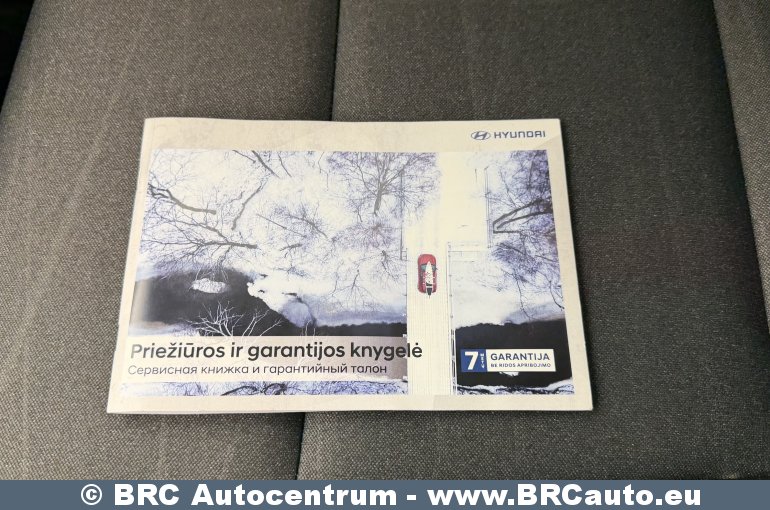 HYUNDAI
Priežiūros ir garantijos knygelė
Сервисная книжка и гарантийный талон
7 METŲ GARANTIJA
BE RIDOS APRIBOJIMO
© BRC Autocentrum - www.BRCauto.eu